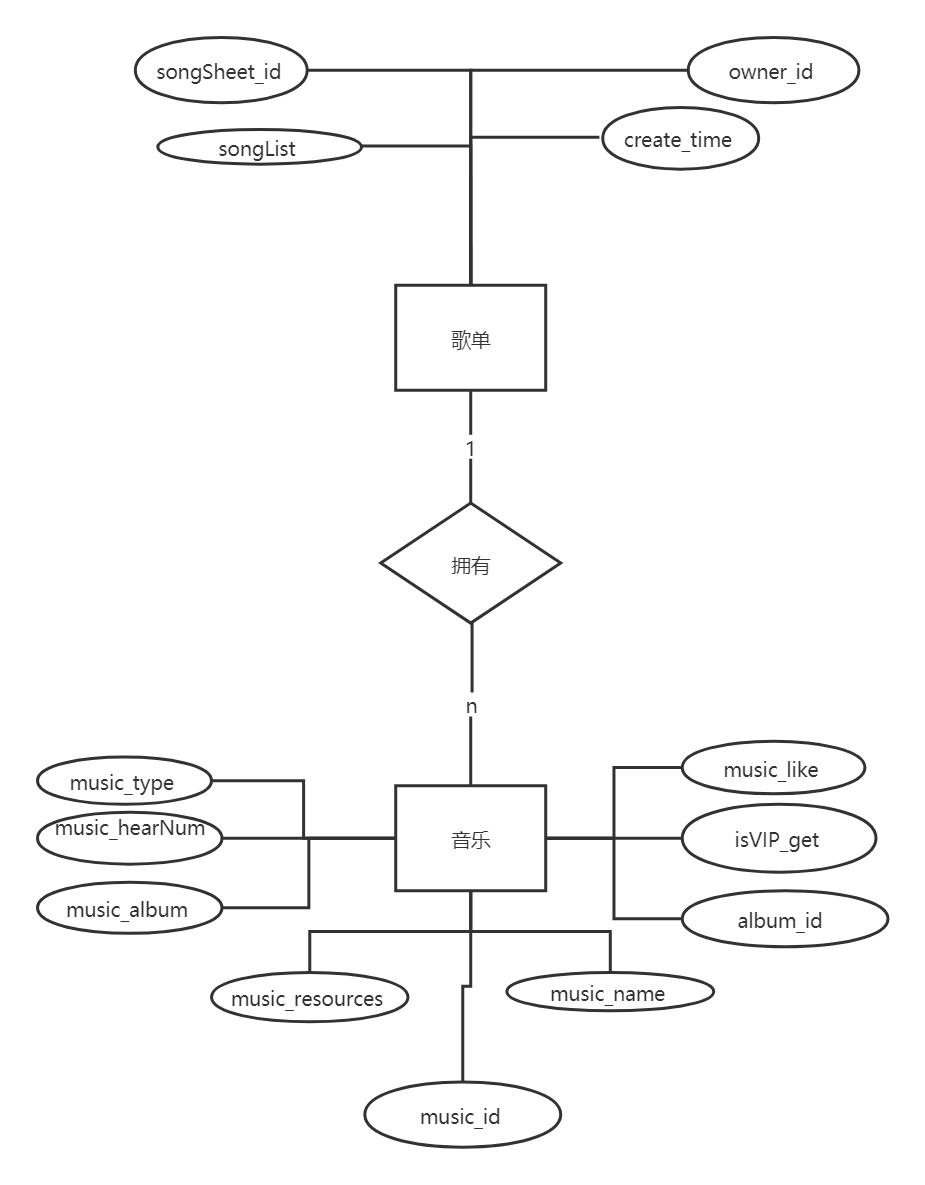 songSheet_id
owner_id
songList
create_time
歌单
1
拥有
n
music_type
music_like
music_hearNum
音乐
isVIP_get
music_album
album_id
music_resources
music_name
music_id